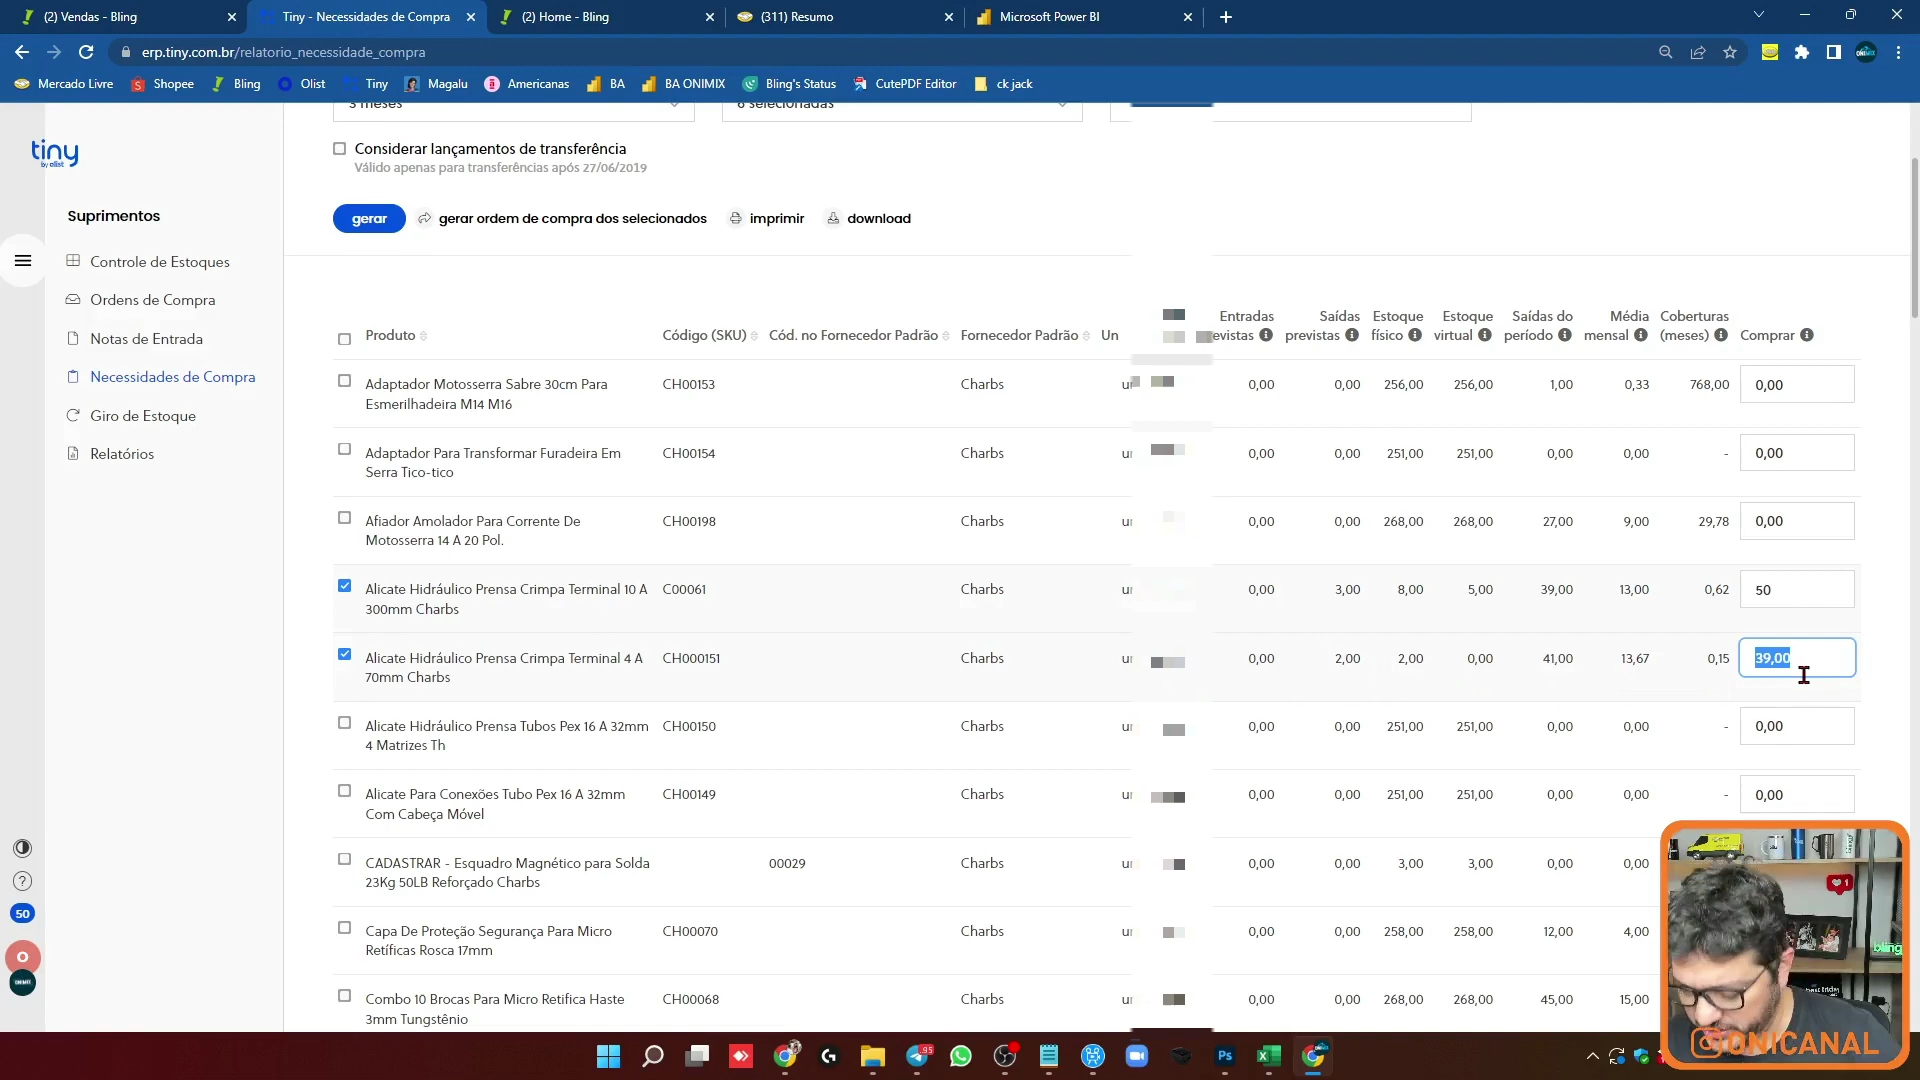 (2) Vendas - Bling
Tiny - Necessidades de Compra
(2) Home - Bling
(311) Resumo
Microsoft Power BI
erp.tiny.com.br/relatorio_necessidade_compra
Mercado Livre
Shopee
Bling
Olist
Tiny
Magalu
Americanas
BA
BA ONIMIX
Bling's Status
CutePDF Editor
ck jack
3 meses
6 selecionadas
tiny
by olist
Considerar lançamentos de transferência
Válido apenas para transferências após 27/06/2019
Suprimentos
gerar
gerar ordem de compra dos selecionados
imprimir
download
Controle de Estoques
Ordens de Compra
Notas de Entrada
Necessidades de Compra
Giro de Estoque
Relatórios
Produto
Código (SKU)
Cód. no Fornecedor Padrão
Fornecedor Padrão
Un
Entradas
evistas
Saídas
previstas
Estoque
físico
Estoque
virtual
Saídas do
período
Média
mensal
Coberturas
(meses)
Comprar
Adaptador Motosserra Sabre 30cm Para
Esmerilhadeira M14 M16
CH00153 Charbs 0,00 0,00 256,00 256,00 1,00 0,33 768,00 0,00
Adaptador Para Transformar Furadeira Em
Serra Tico-tico
CH00154 Charbs 0,00 0,00 251,00 251,00 0,00 0,00 - 0,00
Afiador Amolador Para Corrente De
Motosserra 14 A 20 Pol.
CH00198 Charbs 0,00 0,00 268,00 268,00 27,00 9,00 29,78 0,00
Alicate Hidráulico Prensa Crimpa Terminal 10 A
300mm Charbs
C00061 Charbs 0,00 3,00 8,00 5,00 39,00 13,00 0,62 50
Alicate Hidráulico Prensa Crimpa Terminal 4 A
70mm Charbs
CH000151 Charbs 0,00 2,00 2,00 0,00 41,00 13,67 0,15 39,00
Alicate Hidráulico Prensa Tubos Pex 16 A 32mm
4 Matrizes Th
CH00150 Charbs 0,00 0,00 251,00 251,00 0,00 0,00 - 0,00
Alicate Para Conexões Tubo Pex 16 A 32mm
Com Cabeça Móvel
CH00149 Charbs 0,00 0,00 251,00 251,00 0,00 0,00 - 0,00
CADASTRAR - Esquadro Magnético para Solda
23Kg 50LB Reforçado Charbs
00029 Charbs 0,00 0,00 3,00 3,00 0,00 0,00
Capa De Proteção Segurança Para Micro
Retíficas Rosca 17mm
CH00070 Charbs 0,00 0,00 258,00 258,00 12,00 4,00
Combo 10 Brocas Para Micro Retifica Haste
3mm Tungstênio
CH00068 Charbs 0,00 0,00 268,00 268,00 45,00 15,00
50
O
bling
ONICANAL
95
Ps